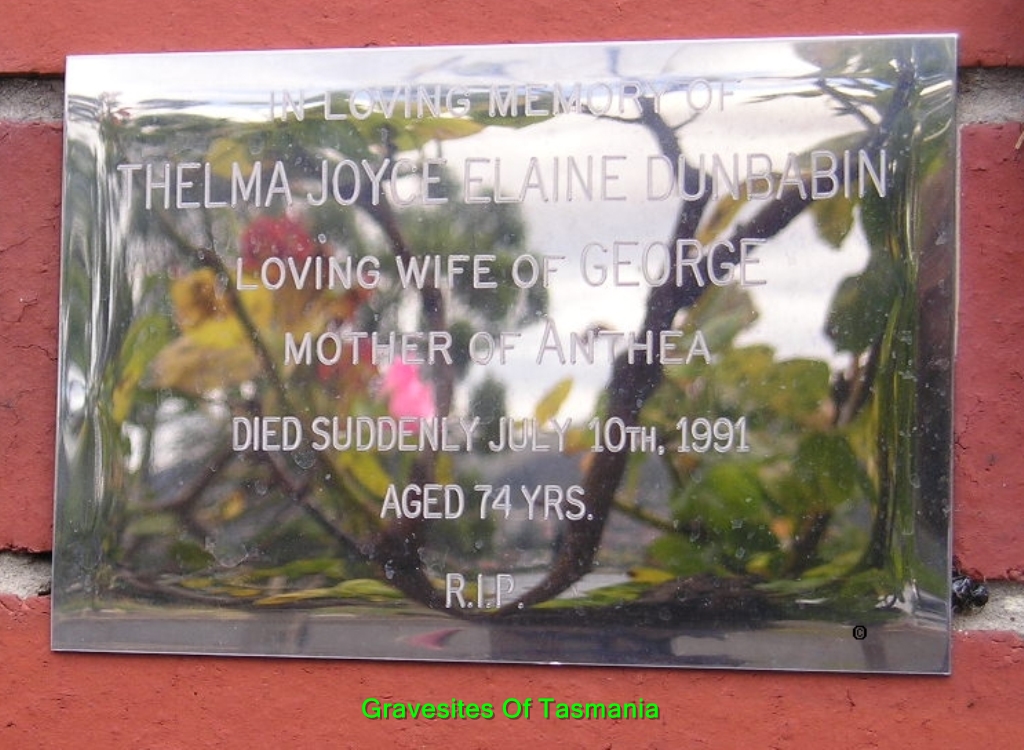 IN LOVING MEMORY OF
THELMA JOYCE ELAINE DUNBABIN
LOVING WIFE OF GEORGE
MOTHER OF ANTHEA
DIED SUDDENLY JULY 10TH, 1991
AGED 74 YRS.
R.I.P.
©
Gravesites Of Tasmania